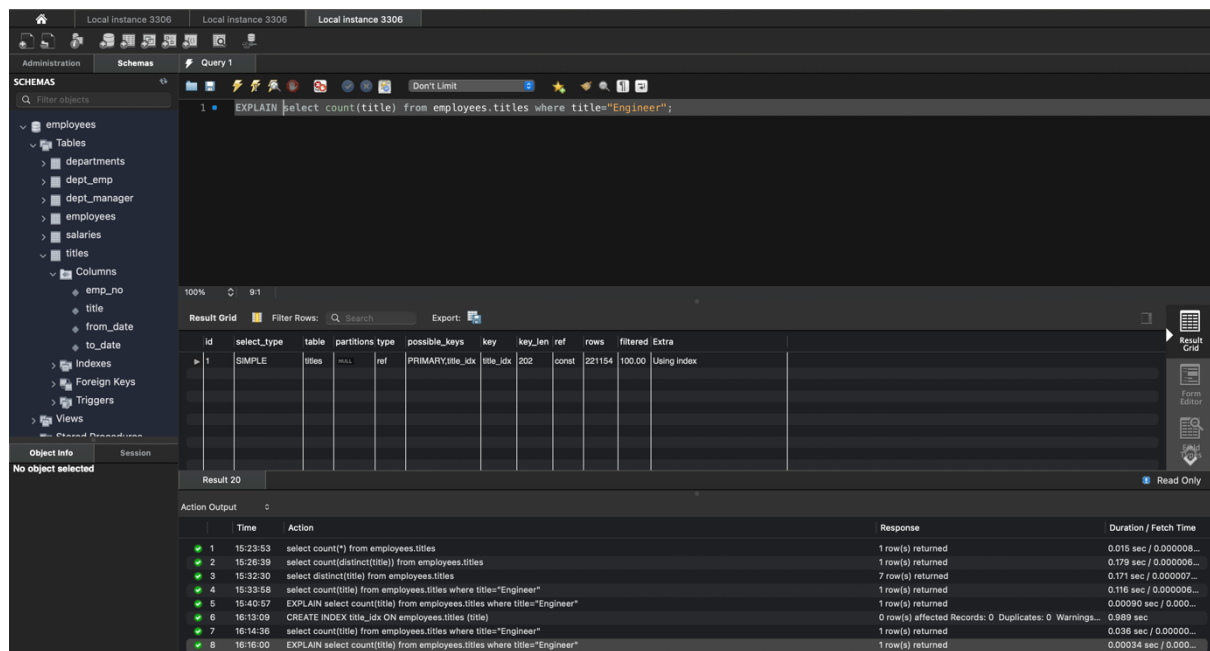 Local instance 3306 Local instance 3306 Local instance 3306
Administration Schemas Query 1
SCHEMAS
Don't Limit
Filter objects
1 EXPLAIN select count(title) from employees.titles where title="Engineer";
employees
Tables
departments
dept_emp
dept_manager
employees
salaries
titles
Columns
emp_no
title
from_date
to_date
Indexes
Foreign Keys
Triggers
Views
Stored Procedures
100% 9:1
Result Grid Filter Rows: Search Export:
id select_type table partitions type possible_keys key key_len ref rows filtered Extra
1 SIMPLE titles NULL ref PRIMARY,title_idx title_idx 202 const 221154 100.00 Using index
Result
Grid
Form
Editor
Field
Types
Object Info Session
No object selected
Result 20 Read Only
Action Output
Time Action Response Duration / Fetch Time
1 15:23:53 select count(*) from employees.titles 1 row(s) returned 0.015 sec / 0.000008...
2 15:26:39 select count(distinct(title)) from employees.titles 1 row(s) returned 0.179 sec / 0.000006...
3 15:32:30 select distinct(title) from employees.titles 7 row(s) returned 0.171 sec / 0.000007...
4 15:33:58 select count(title) from employees.titles where title="Engineer" 1 row(s) returned 0.116 sec / 0.000006...
5 15:40:57 EXPLAIN select count(title) from employees.titles where title="Engineer" 1 row(s) returned 0.00090 sec / 0.000...
6 16:13:09 CREATE INDEX title_idx ON employees.titles (title) 0 row(s) affected Records: 0 Duplicates: 0 Warnings... 0.989 sec
7 16:14:36 select count(title) from employees.titles where title="Engineer" 1 row(s) returned 0.036 sec / 0.00000...
8 16:16:00 EXPLAIN select count(title) from employees.titles where title="Engineer" 1 row(s) returned 0.00034 sec / 0.000...